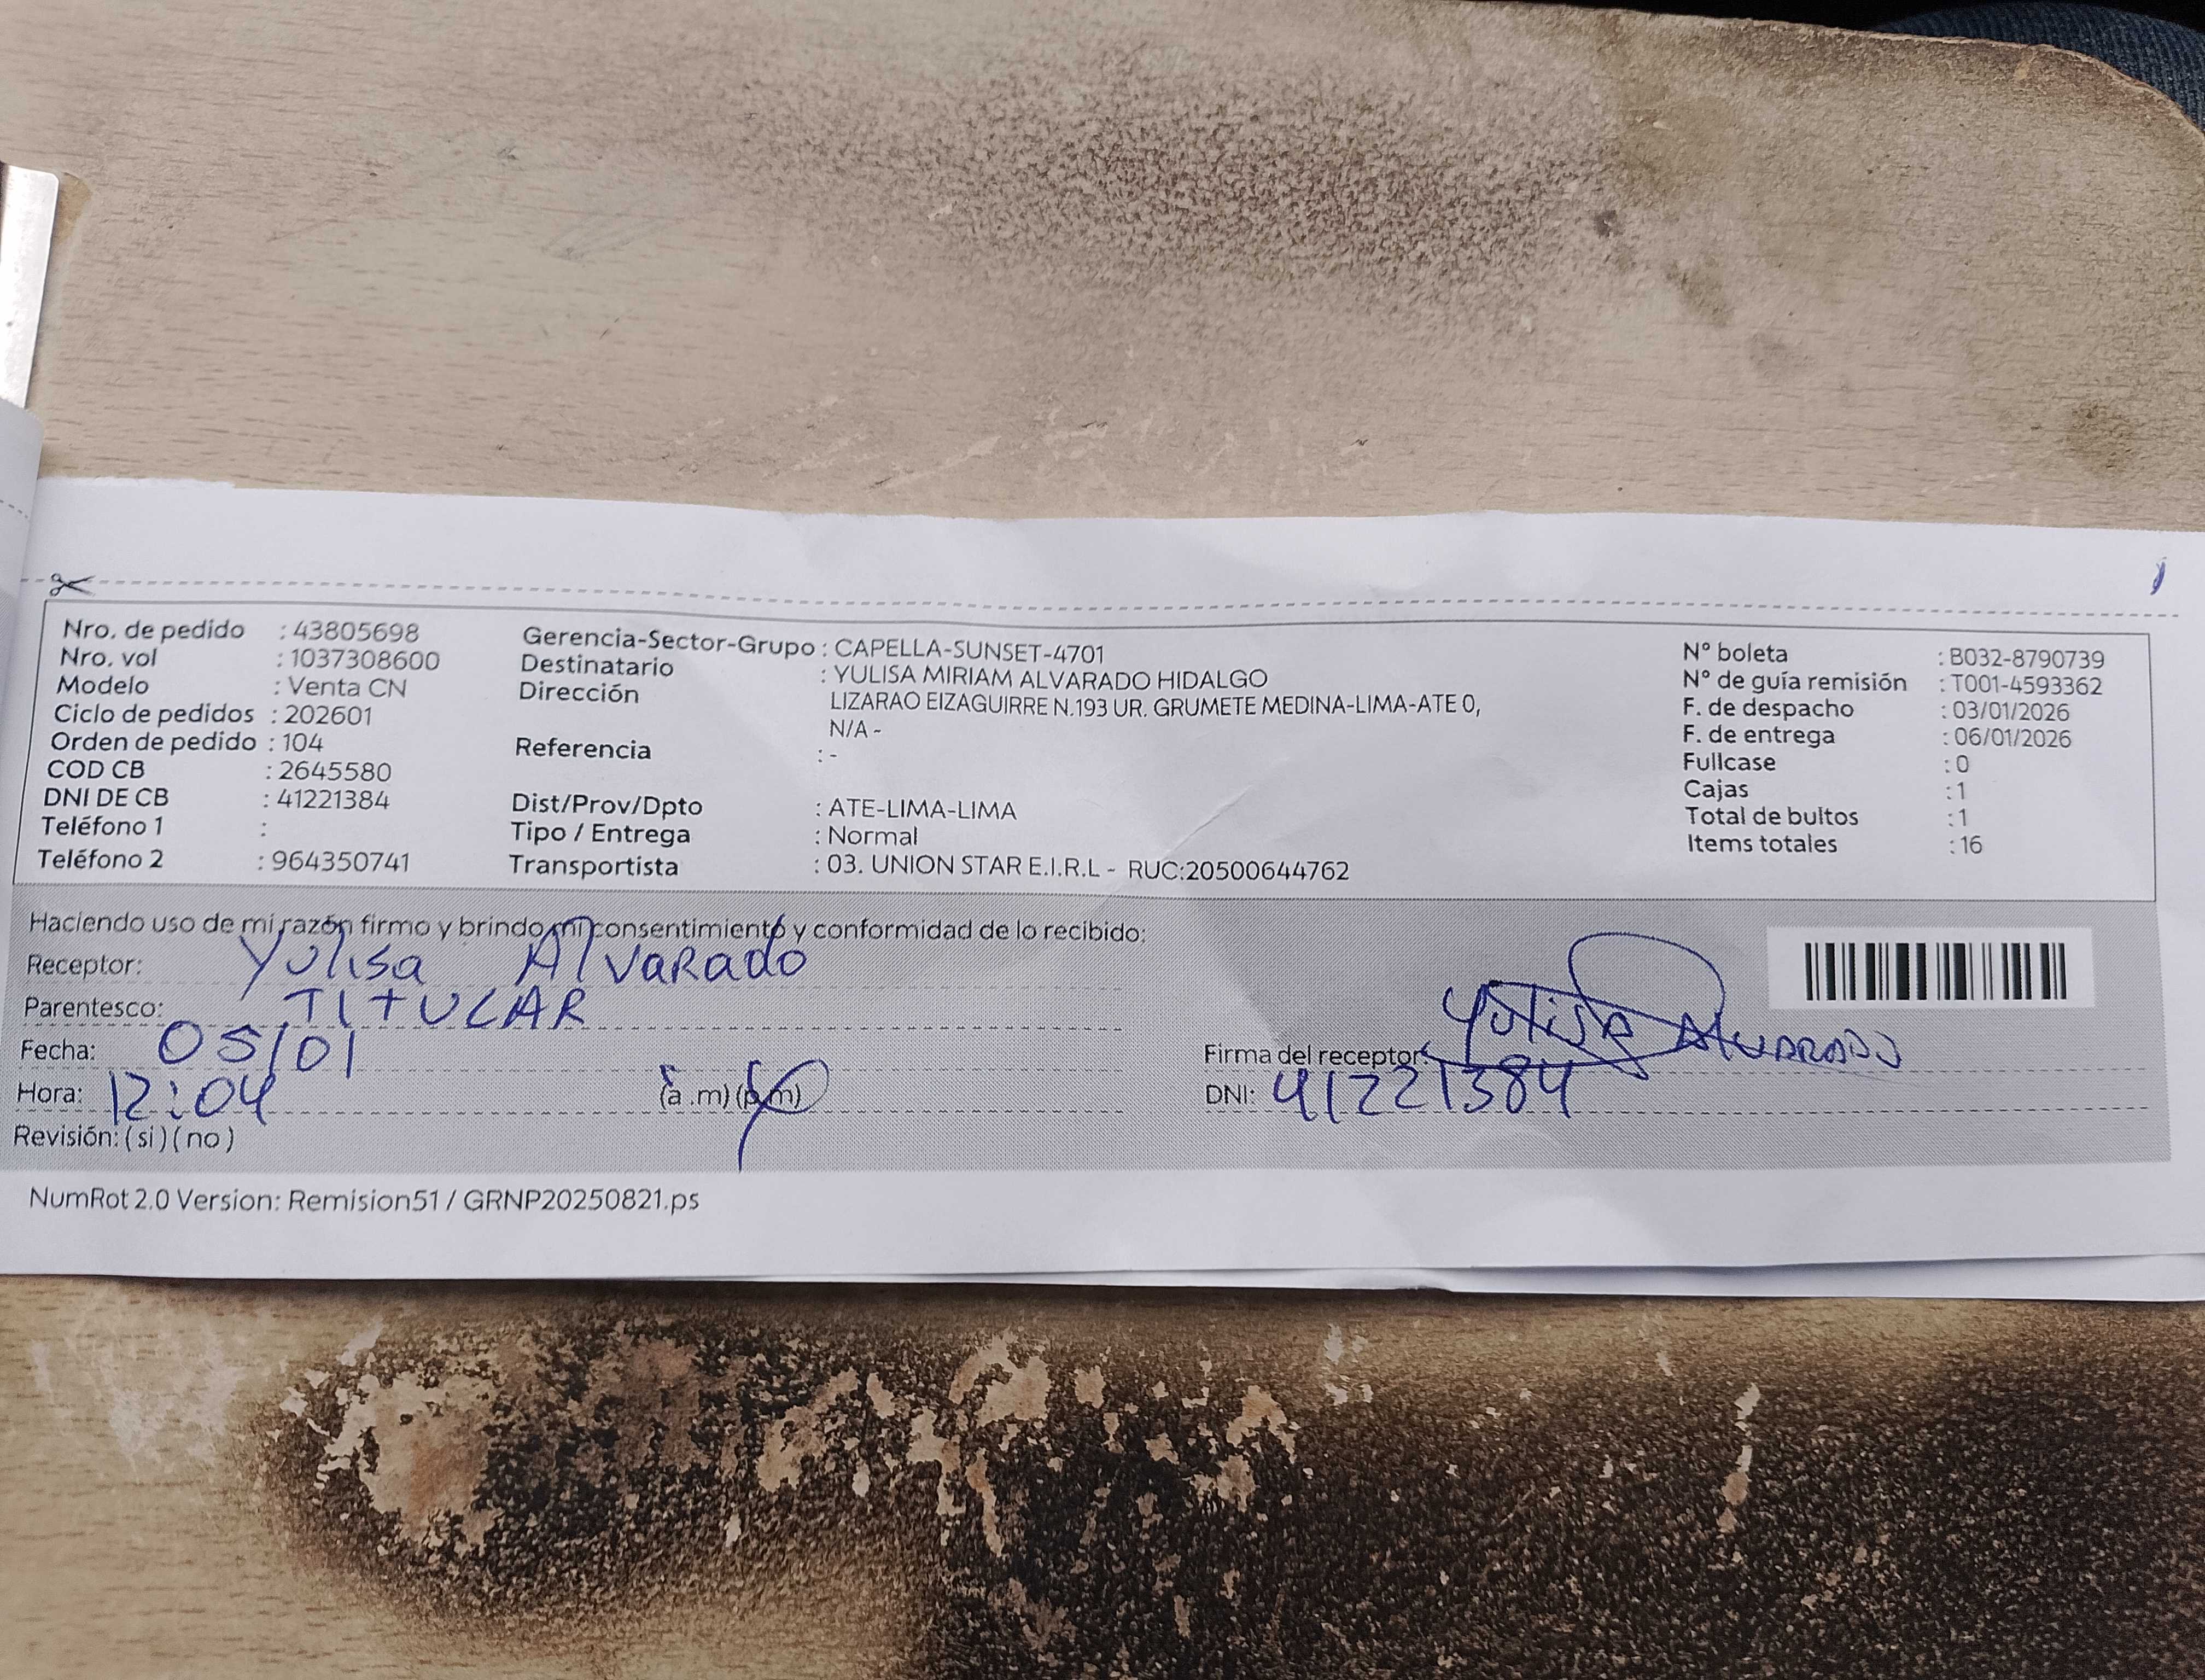 Nro. de pedido : 43805698
Nro. vol : 1037308600
Modelo : Venta CN
Ciclo de pedidos : 202601
Orden de pedido : 104
COD CB : 2645580
DNI DE CB : 41221384
Teléfono 1 :
Teléfono 2 : 964350741
Gerencia-Sector-Grupo : CAPELLA-SUNSET-4701
Destinatario : YULISA MIRIAM ALVARADO HIDALGO
Dirección LIZARAO EIZAGUIRRE N.193 UR. GRUMETE MEDINA-LIMA-ATE 0,
N/A -
Referencia : -
Dist/Prov/Dpto : ATE-LIMA-LIMA
Tipo / Entrega : Normal
Transportista : 03. UNION STAR E.I.R.L - RUC:20500644762
N° boleta : B032-8790739
N° de guía remisión : T001-4593362
F. de despacho : 03/01/2026
F. de entrega : 06/01/2026
Fullcase : 0
Cajas : 1
Total de bultos : 1
Items totales : 16
Haciendo uso de mi razón firmo y brindo mi consentimiento y conformidad de lo recibido:
Receptor: Yulisa Alvarado
Parentesco: TITULAR
Fecha: 05/01
Hora: 12:04 (a .m) (p.m)
Revisión: ( si ) ( no )
Firma del receptor: Yulisa Alvarado
DNI: 41221384
NumRot 2.0 Version: Remision51 / GRNP20250821.ps